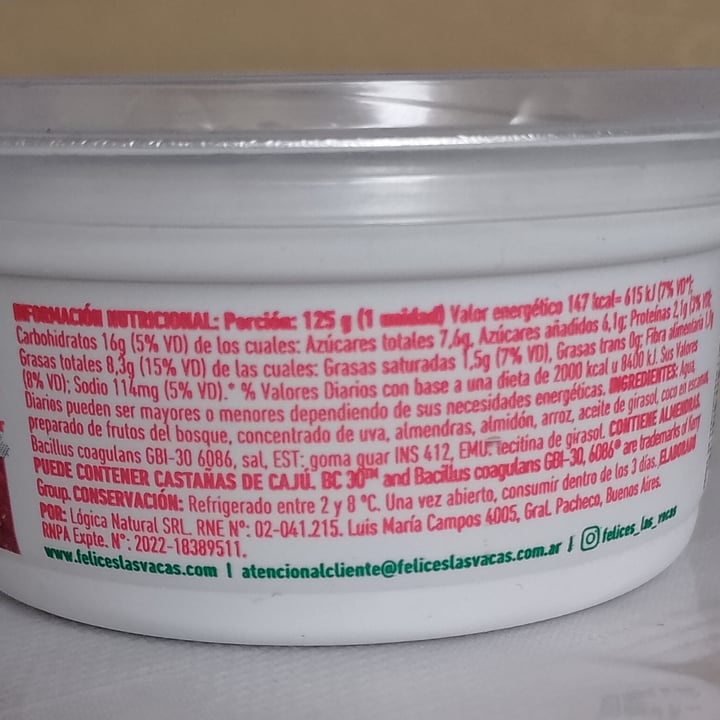 INFORMACIÓN NUTRICIONAL: Porción: 125 g (1 unidad) Valor energético 147 kcal= 615 kJ (7% VD*);
Carbohidratos 16g (5% VD) de los cuales: Azúcares totales 7,6g, Azúcares añadidos 6,1g; Proteínas 2,1g (3% VD);
Grasas totales 8,3g (15% VD) de las cuales: Grasas saturadas 1,5g (7% VD), Grasas trans 0g; Fibra alimentaria
(8% VD); Sodio 114mg (5% VD).* % Valores Diarios con base a una dieta de 2000 kcal u 8400 kJ. Sus Valores
Diarios pueden ser mayores o menores dependiendo de sus necesidades energéticas. INGREDIENTES: Agua,
preparado de frutos del bosque, concentrado de uva, almendras, almidón, arroz, aceite de girasol, coco en escamas,
Bacillus coagulans GBI-30 6086, sal, EST: goma guar INS 412, EMU: lecitina de girasol. CONTIENE ALMENDRAS.
PUEDE CONTENER CASTAÑAS DE CAJÚ. BC 30™ and Bacillus coagulans GBI-30, 6086® are trademarks of Kerry
Group. CONSERVACIÓN: Refrigerado entre 2 y 8 °C. Una vez abierto, consumir dentro de los 3 días. ELABORADO
POR: Lógica Natural SRL. RNE N°: 02-041.215. Luis María Campos 4005, Gral. Pacheco, Buenos Aires.
RNPA Expte. N°: 2022-18389511.
www.feliceslasvacas.com | atencionalcliente@feliceslasvacas.com.ar | felices_las_vacas